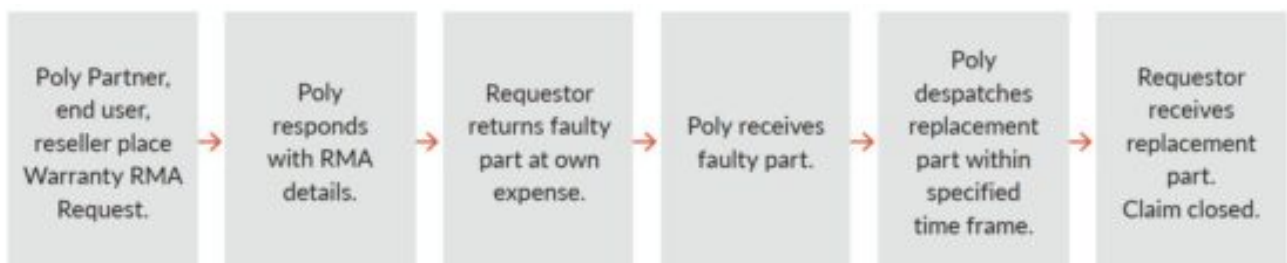 Poly Partner,
end user,
reseller place
Warranty RMA
Request.
Poly
responds
with RMA
details.
Requestor
returns faulty
part at own
expense.
Poly receives
faulty part.
Poly
despatches
replacement
part within
specified
time frame.
Requestor
receives
replacement
part.
Claim closed.